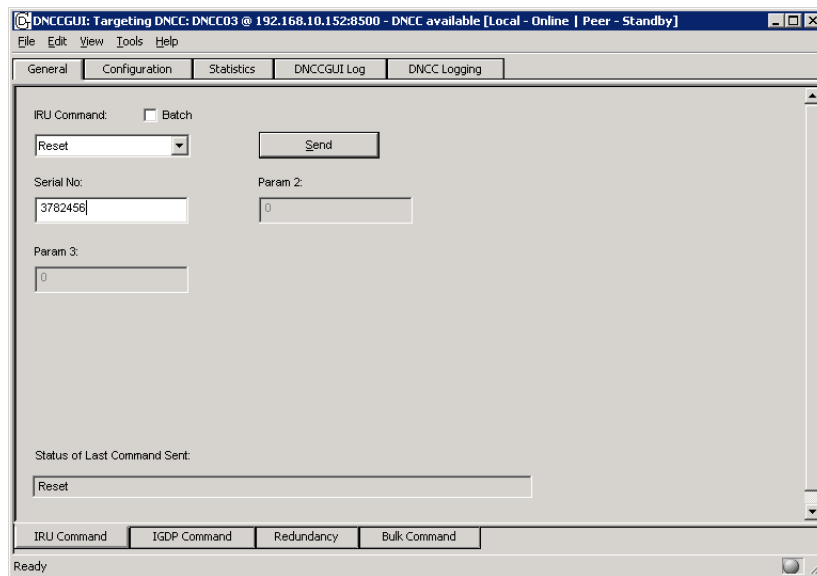 DNCCGUI: Targeting DNCC: DNCC03 @ 192.168.10.152:8500 - DNCC available [Local - Online | Peer - Standby]
File Edit View Tools Help
General Configuration Statistics DNCCGUI Log DNCC Logging
IRU Command: Batch
Reset Send
Serial No: Param 2:
3782456 0
Param 3:
0
Status of Last Command Sent:
Reset
IRU Command IGDP Command Redundancy Bulk Command
Ready